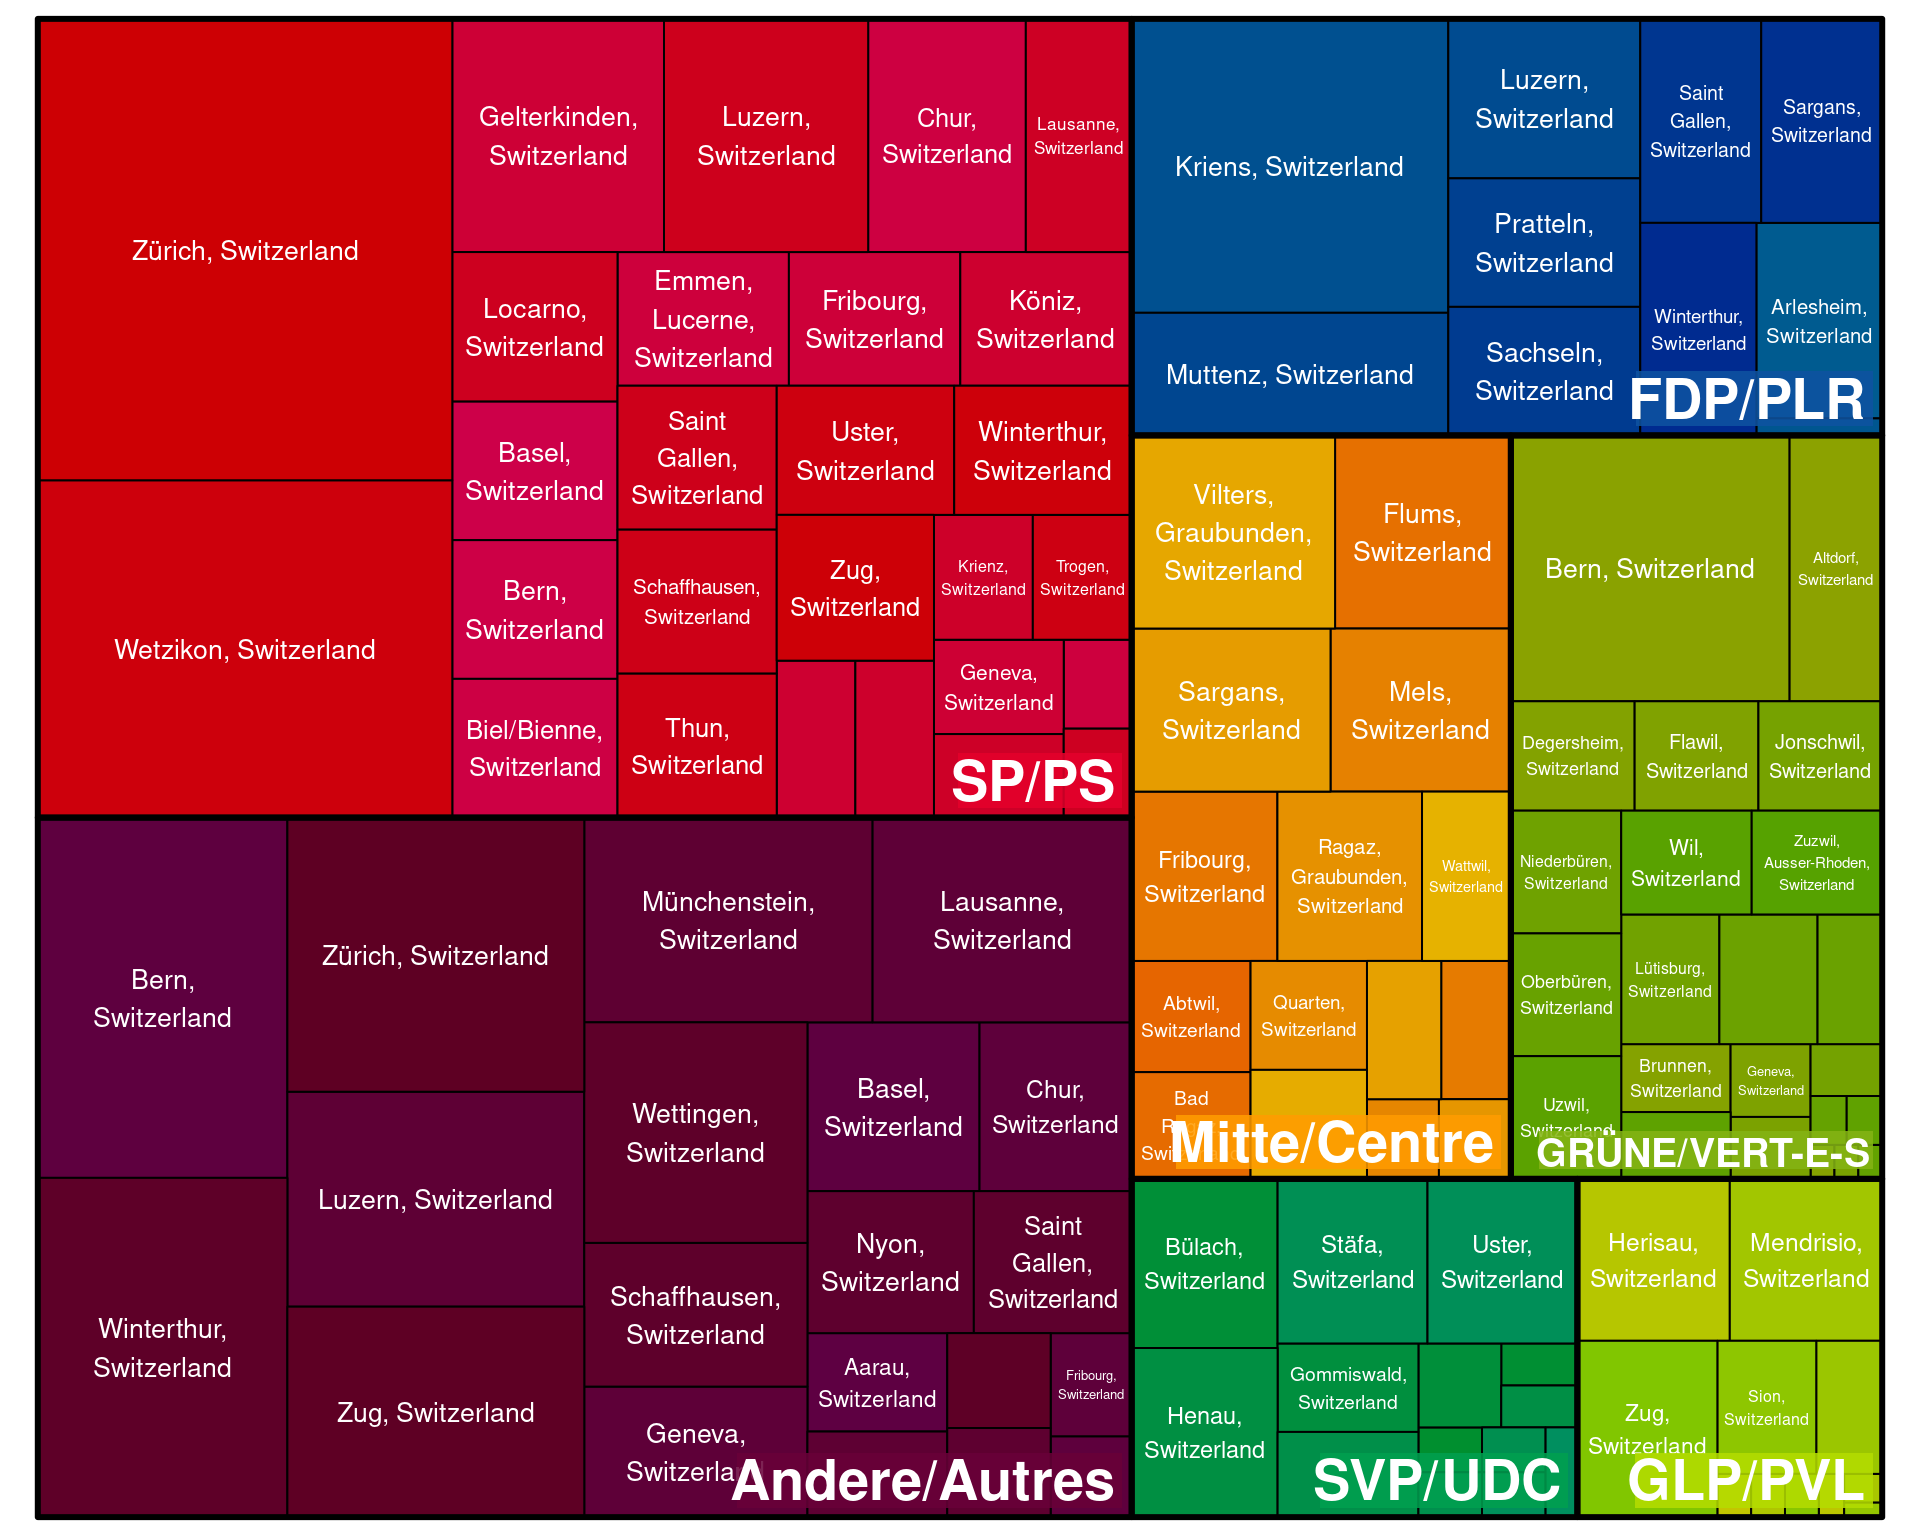 Zürich, Switzerland
Wetzikon, Switzerland
Gelterkinden,
Switzerland
Luzern,
Switzerland
Chur,
Switzerland
Lausanne,
Switzerland
Locarno,
Switzerland
Emmen,
Lucerne,
Switzerland
Fribourg,
Switzerland
Köniz,
Switzerland
Basel,
Switzerland
Saint
Gallen,
Switzerland
Uster,
Switzerland
Winterthur,
Switzerland
Bern,
Switzerland
Schaffhausen,
Switzerland
Zug,
Switzerland
Krienz,
Switzerland
Trogen,
Switzerland
Biel/Bienne,
Switzerland
Thun,
Switzerland
Geneva,
Switzerland
SP/PS
Kriens, Switzerland
Muttenz, Switzerland
Luzern,
Switzerland
Pratteln,
Switzerland
Sachseln,
Switzerland
Saint
Gallen,
Switzerland
Sargans,
Switzerland
Winterthur,
Switzerland
Arlesheim,
Switzerland
FDP/PLR
Vilters,
Graubunden,
Switzerland
Flums,
Switzerland
Sargans,
Switzerland
Mels,
Switzerland
Fribourg,
Switzerland
Ragaz,
Graubunden,
Switzerland
Wattwil,
Switzerland
Abtwil,
Switzerland
Quarten,
Switzerland
Bad
Mitte/Centre
Bern, Switzerland
Altdorf,
Switzerland
Degersheim,
Switzerland
Flawil,
Switzerland
Jonschwil,
Switzerland
Niederbüren,
Switzerland
Wil,
Switzerland
Zuzwil,
Ausser-Rhoden,
Switzerland
Oberbüren,
Switzerland
Lütisburg,
Switzerland
Brunnen,
Switzerland
Geneva,
Switzerland
Uzwil,
Switzerland
GRÜNE/VERT-E-S
Bern,
Switzerland
Winterthur,
Switzerland
Zürich, Switzerland
Luzern, Switzerland
Zug, Switzerland
Münchenstein,
Switzerland
Lausanne,
Switzerland
Wettingen,
Switzerland
Basel,
Switzerland
Chur,
Switzerland
Schaffhausen,
Switzerland
Nyon,
Switzerland
Saint
Gallen,
Switzerland
Aarau,
Switzerland
Fribourg,
Switzerland
Geneva,
Switzerland
Andere/Autres
Bülach,
Switzerland
Stäfa,
Switzerland
Uster,
Switzerland
Henau,
Switzerland
Gommiswald,
Switzerland
SVP/UDC
Herisau,
Switzerland
Mendrisio,
Switzerland
Zug,
Switzerland
Sion,
Switzerland
GLP/PVL